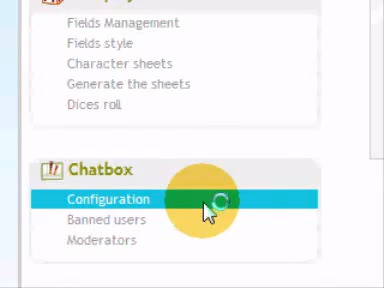 Fields Management
Fields style
Character sheets
Generate the sheets
Dices roll
Chatbox
Configuration
Banned users
Moderators